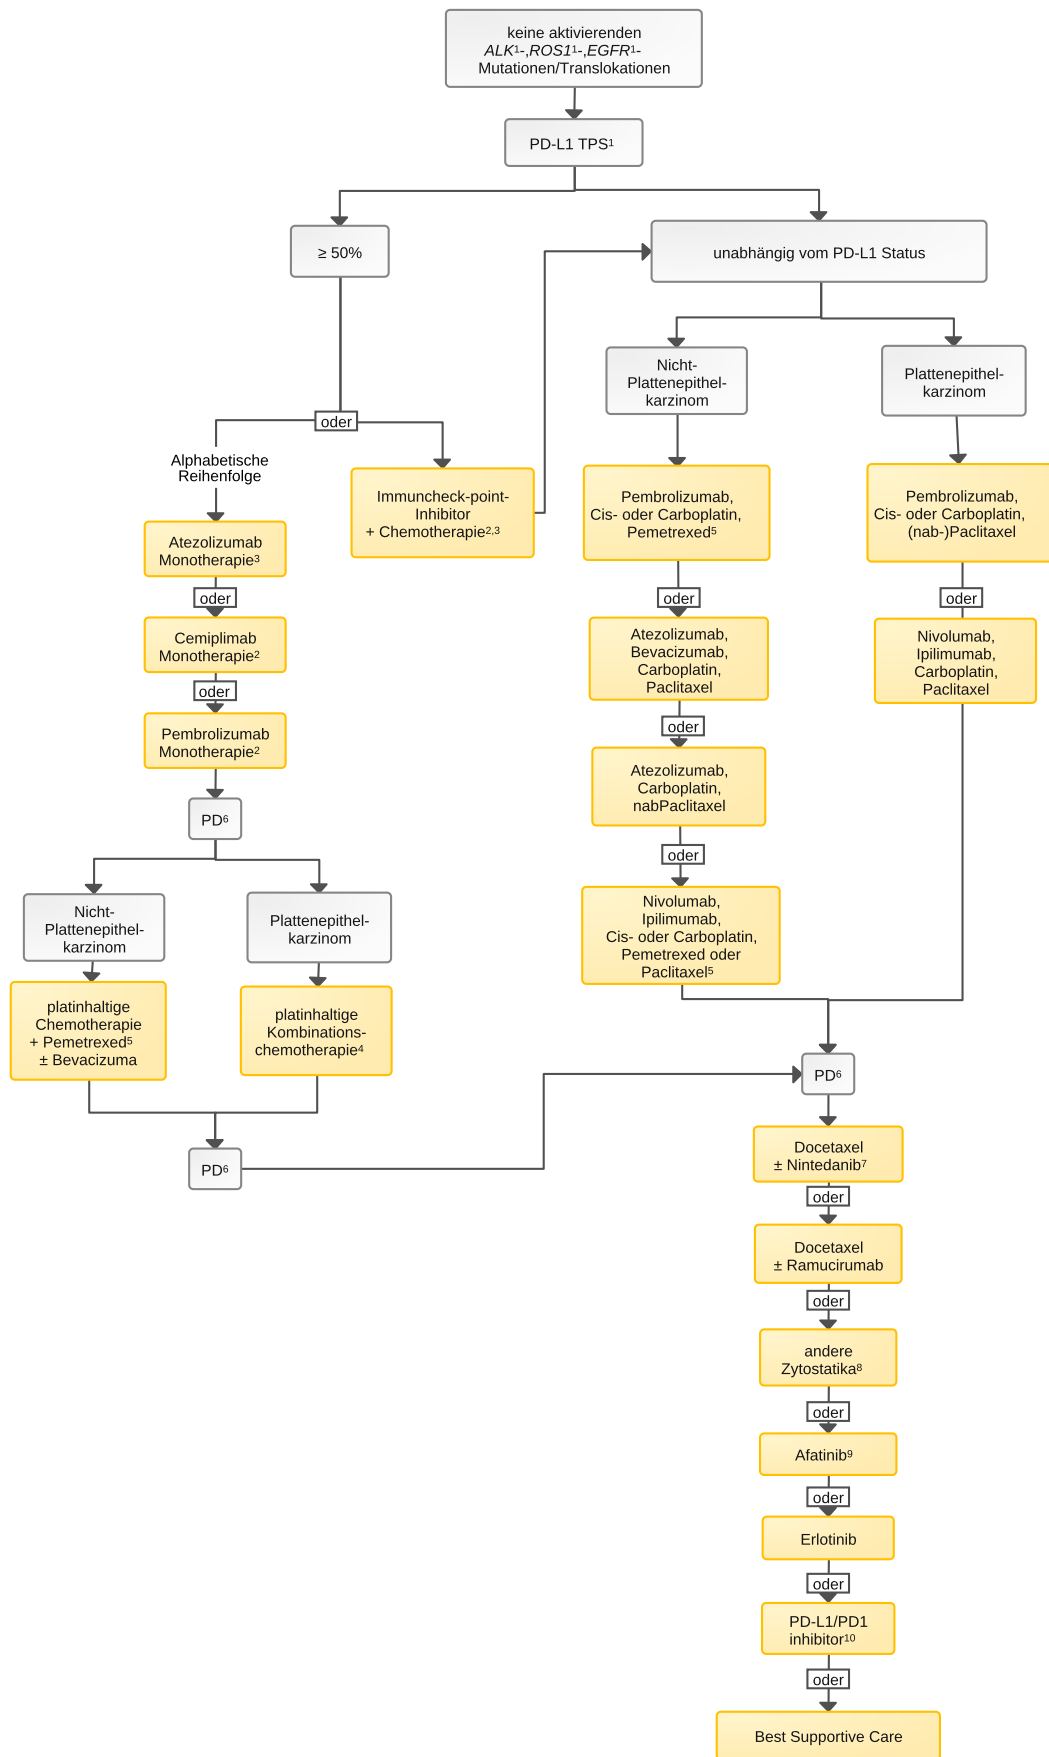 keine aktivierenden
ALK¹-,ROS1¹-,EGFR¹-
Mutationen/Translokationen
PD-L1 TPS¹
≥ 50%
unabhängig vom PD-L1 Status
Nicht-
Plattenepithel-
karzinom
Plattenepithel-
karzinom
oder
Alphabetische
Reihenfolge
Immuncheck-point-
Inhibitor
+ Chemotherapie²,³
Pembrolizumab,
Cis- oder Carboplatin,
Pemetrexed⁵
Pembrolizumab,
Cis- oder Carboplatin,
(nab-)Paclitaxel
Atezolizumab
Monotherapie³
oder
oder
oder
Cemiplimab
Monotherapie²
Atezolizumab,
Bevacizumab,
Carboplatin,
Paclitaxel
Nivolumab,
Ipilimumab,
Carboplatin,
Paclitaxel
oder
oder
Pembrolizumab
Monotherapie²
Atezolizumab,
Carboplatin,
nabPaclitaxel
PD⁶
oder
Nicht-
Plattenepithel-
karzinom
Plattenepithel-
karzinom
Nivolumab,
Ipilimumab,
Cis- oder Carboplatin,
Pemetrexed oder
Paclitaxel⁵
platinhaltige
Chemotherapie
+ Pemetrexed⁵
± Bevacizuma
platinhaltige
Kombinations-
chemotherapie⁴
PD⁶
PD⁶
Docetaxel
± Nintedanib⁷
oder
Docetaxel
± Ramucirumab
oder
andere
Zytostatika⁸
oder
Afatinib⁹
oder
Erlotinib
oder
PD-L1/PD1
inhibitor¹⁰
oder
Best Supportive Care